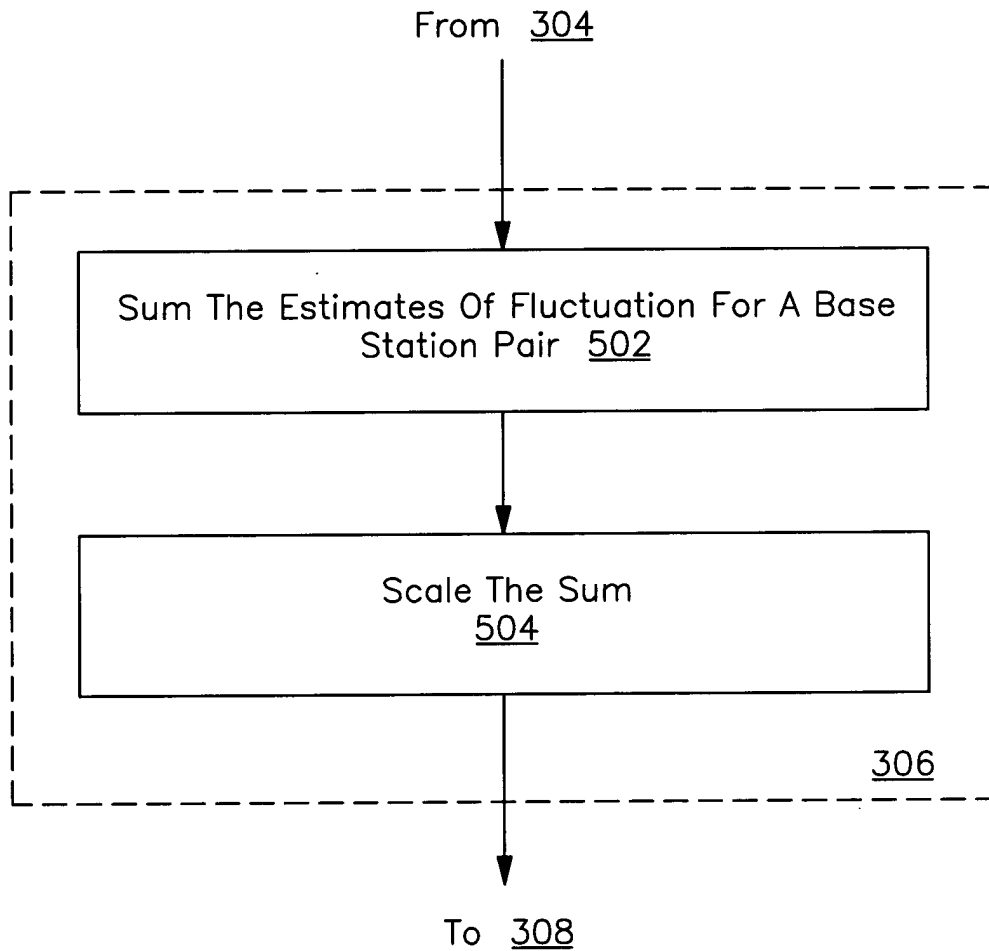 From 304
Sum The Estimates Of Fluctuation For A Base
Station Pair 502
Scale The Sum
504
306
To 308